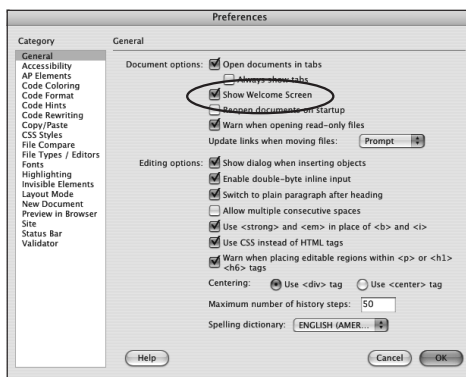 Preferences
Category
General
Accessibility
AP Elements
Code Coloring
Code Format
Code Hints
Code Rewriting
Copy/Paste
CSS Styles
File Compare
File Types / Editors
Fonts
Highlighting
Invisible Elements
Layout Mode
New Document
Preview in Browser
Site
Status Bar
Validator
General
Document options: Open documents in tabs
Always show tabs
Show Welcome Screen
Reopen documents on startup
Warn when opening read-only files
Update links when moving files: Prompt
Editing options: Show dialog when inserting objects
Enable double-byte inline input
Switch to plain paragraph after heading
Allow multiple consecutive spaces
Use <strong> and <em> in place of <b> and <i>
Use CSS instead of HTML tags
Warn when placing editable regions within <p> or <h1>
<h6> tags
Centering: Use <div> tag Use <center> tag
Maximum number of history steps: 50
Spelling dictionary: ENGLISH (AMER...
Help Cancel OK